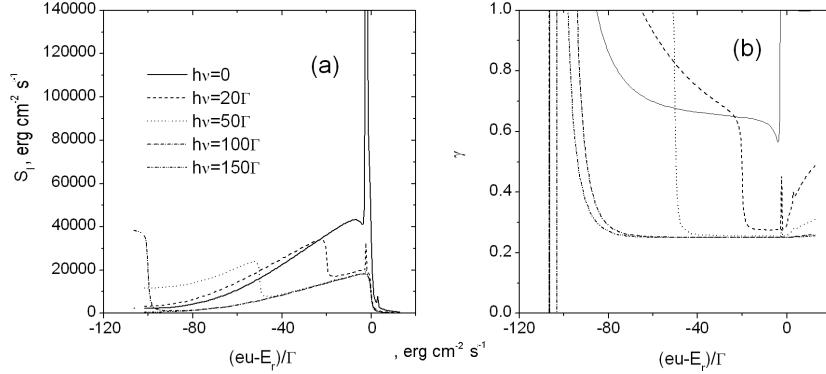 140000
120000
100000
80000
60000
40000
20000
0
S_I, erg cm⁻² s⁻¹
-120
-80
-40
0
(eu-E_r)/Γ
(a)
hν=0
hν=20Γ
hν=50Γ
hν=100Γ
hν=150Γ
, erg cm⁻² s⁻¹
1.0
0.8
0.6
0.4
0.2
0.0
γ
-120
-80
-40
0
(eu-E_r)/Γ
(b)